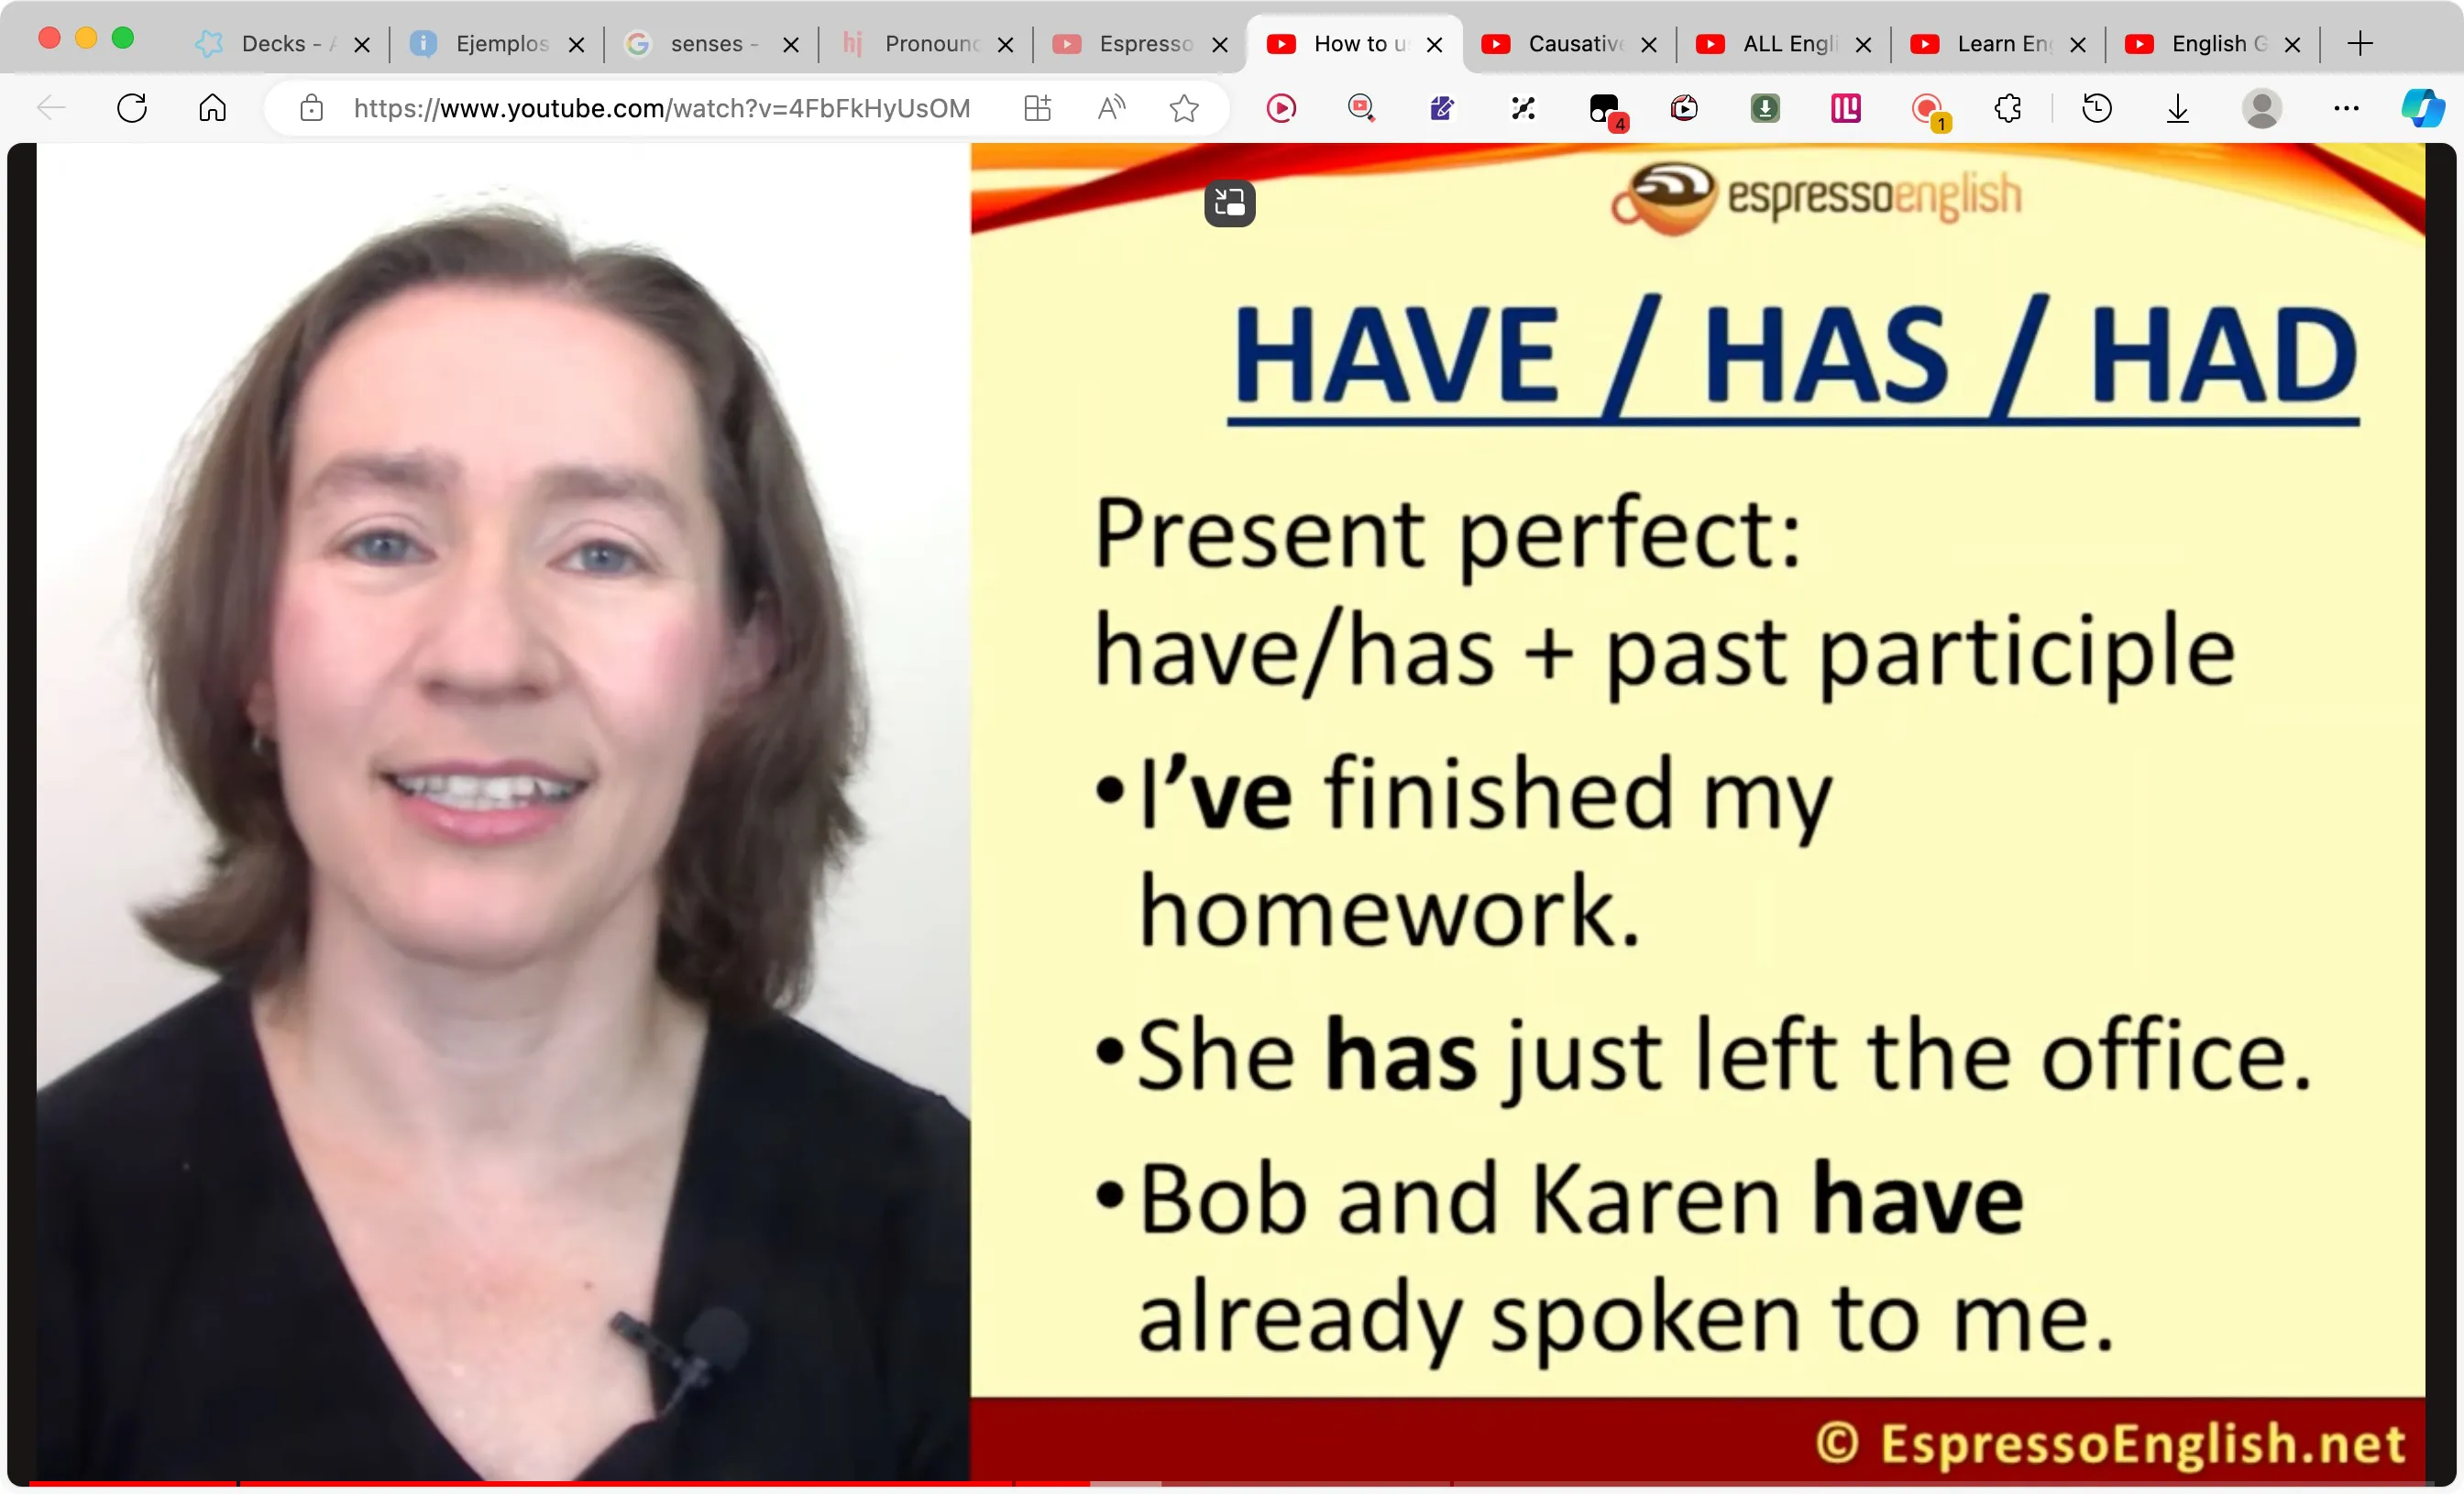 Decks - A
Ejemplos
senses -
hj
Pronounc
Espresso
How to u
Causative
ALL Engli
Learn En
English G
https://www.youtube.com/watch?v=4FbFkHyUsOM
4
1
espressoenglish
HAVE / HAS / HAD
Present perfect:
have/has + past participle
•I’ve finished my
homework.
•She has just left the office.
•Bob and Karen have
already spoken to me.
© EspressoEnglish.net